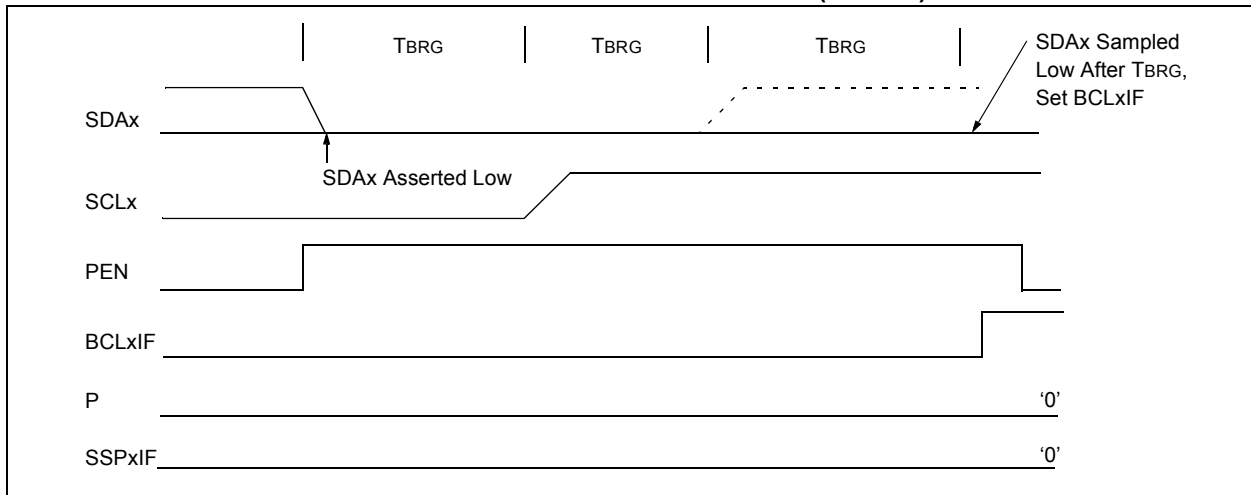 TBRG TBRG TBRG
SDAx Sampled
Low After TBRG,
Set BCLxIF
SDAx
SDAx Asserted Low
SCLx
PEN
BCLxIF
P ‘0’
SSPxIF ‘0’